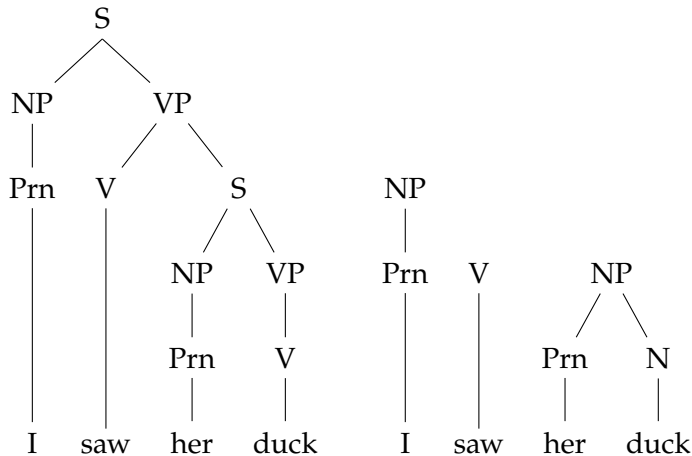 S
NP VP
Prn V S NP
NP VP Prn V NP
Prn V Prn N
I saw her duck I saw her duck